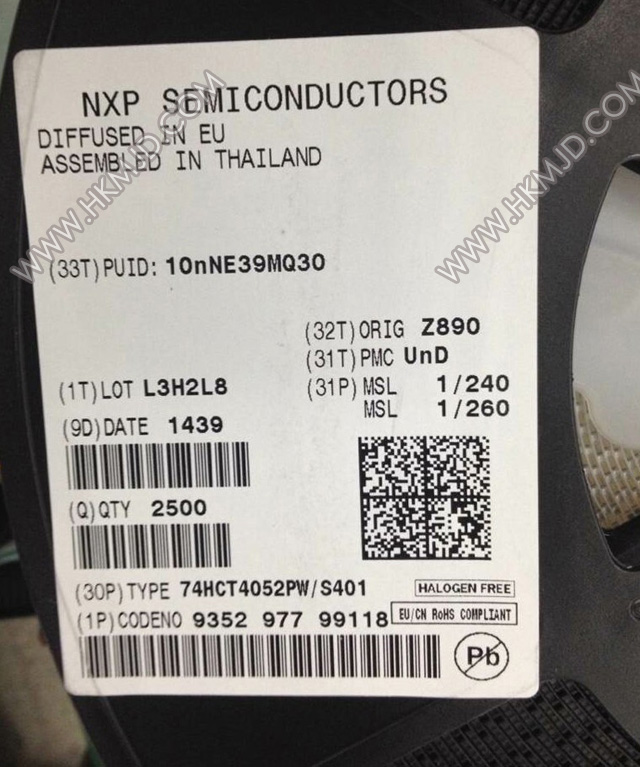 NXP SEMICONDUCTORS
DIFFUSED IN EU
ASSEMBLED IN THAILAND
WWW.HKMJD.COM
WWW.HKMJD.COM
(33T)PUID: 10nNE39MQ30
(32T)ORIG Z890
(31T)PMC UnD
(1T)LOT L3H2L8 (31P)MSL 1/240
MSL 1/260
(9D)DATE 1439
(Q)QTY 2500
(30P)TYPE 74HCT4052PW/S401 HALOGEN FREE
(1P)CODENO 9352 977 99118 EU/CN RoHS COMPLIANT
Pb